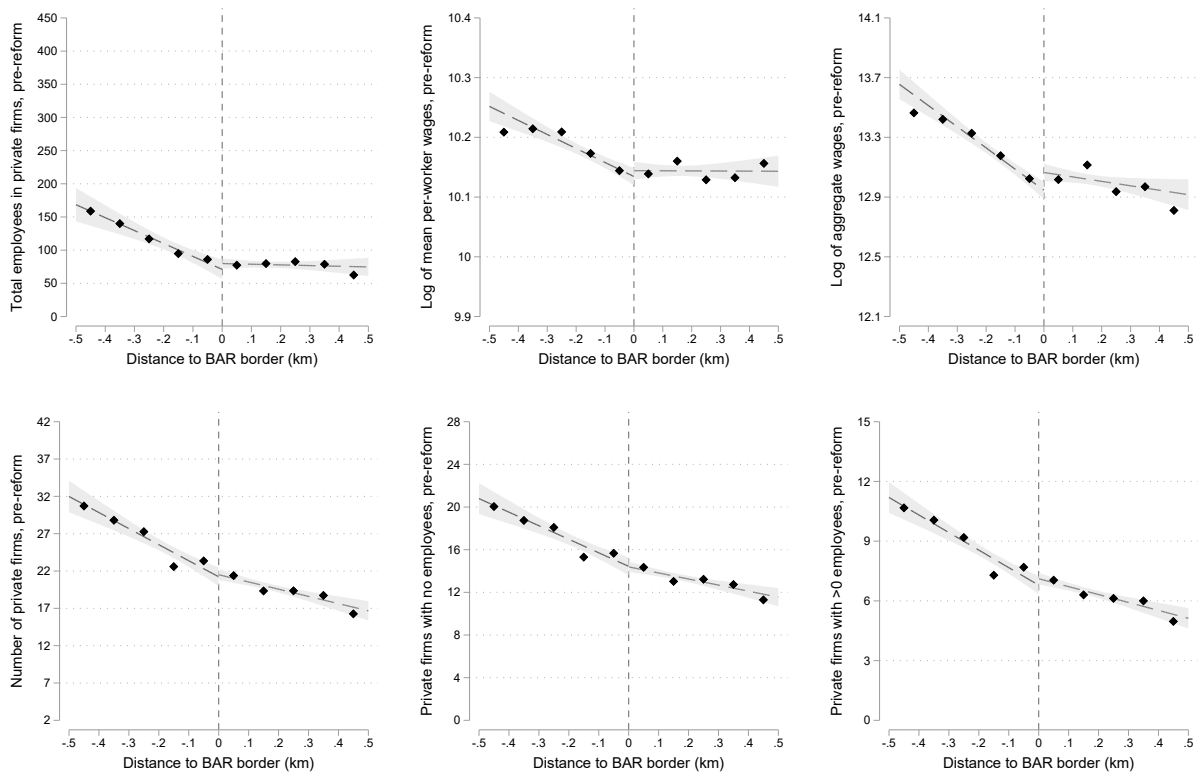 Total employees in private firms, pre-reform
450
400
350
300
250
200
150
100
50
0
-.5 -.4 -.3 -.2 -.1 0 .1 .2 .3 .4 .5
Distance to BAR border (km)
Log of mean per-worker wages, pre-reform
10.4
10.3
10.2
10.1
10
9.9
-.5 -.4 -.3 -.2 -.1 0 .1 .2 .3 .4 .5
Distance to BAR border (km)
Log of aggregate wages, pre-reform
14.1
13.7
13.3
12.9
12.5
12.1
-.5 -.4 -.3 -.2 -.1 0 .1 .2 .3 .4 .5
Distance to BAR border (km)
Number of private firms, pre-reform
42
37
32
27
22
17
12
7
2
-.5 -.4 -.3 -.2 -.1 0 .1 .2 .3 .4 .5
Distance to BAR border (km)
Private firms with no employees, pre-reform
28
24
20
16
12
8
4
0
-.5 -.4 -.3 -.2 -.1 0 .1 .2 .3 .4 .5
Distance to BAR border (km)
Private firms with >0 employees, pre-reform
15
12
9
6
3
0
-.5 -.4 -.3 -.2 -.1 0 .1 .2 .3 .4 .5
Distance to BAR border (km)